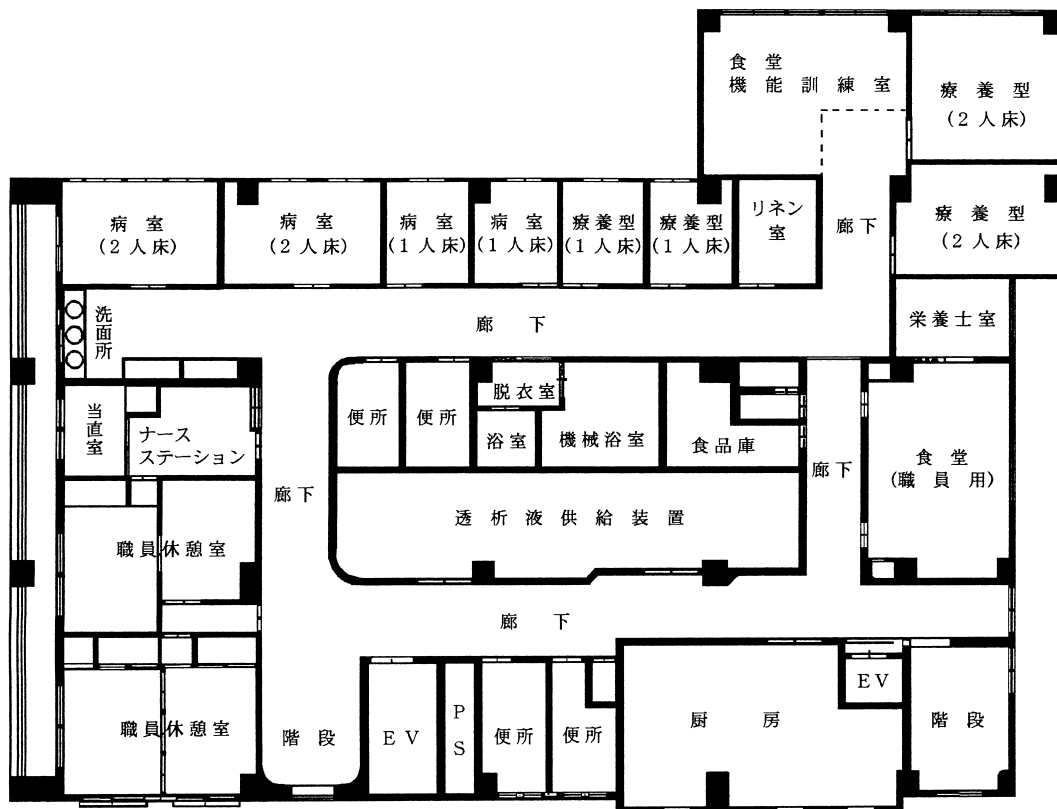 食堂
機能訓練室
療養型
(2人床)
病室
(2人床)
病室
(2人床)
病室
(1人床)
病室
(1人床)
療養型
(1人床)
療養型
(1人床)
リネン
室
廊下
療養型
(2人床)
洗面所
廊下
栄養士室
便所
便所
脱衣室
浴室
機械浴室
食品庫
当直室
ナース
ステーション
廊下
廊下
食堂
(職員用)
透析液供給装置
職員休憩室
廊下
職員休憩室
階段
EV
PS
便所
便所
厨房
EV
階段